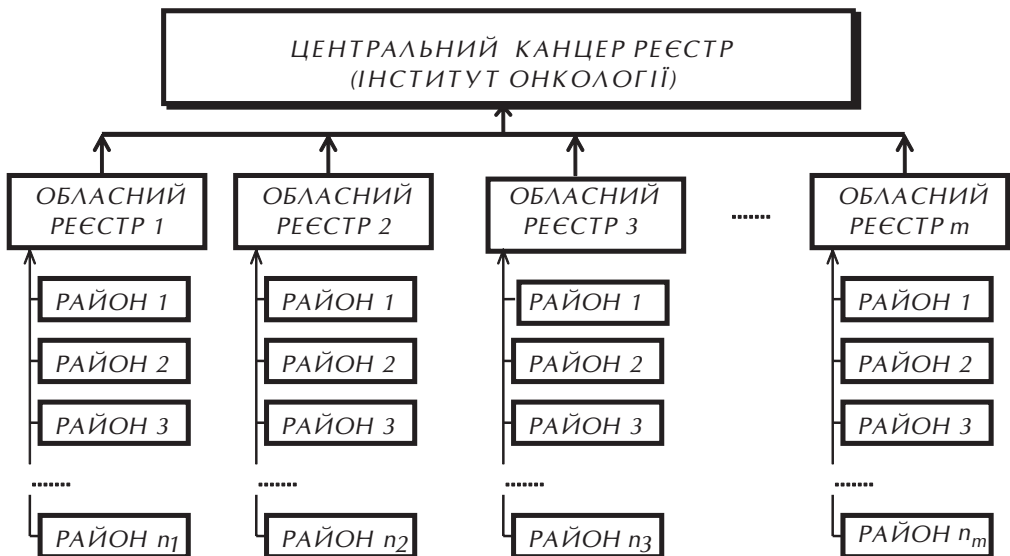 ЦЕНТРАЛЬНИЙ КАНЦЕР РЕЄСТР
(ІНСТИТУТ ОНКОЛОГІЇ)
ОБЛАСНИЙ
РЕЄСТР 1
ОБЛАСНИЙ
РЕЄСТР 2
ОБЛАСНИЙ
РЕЄСТР 3
........
ОБЛАСНИЙ
РЕЄСТР m
РАЙОН 1
РАЙОН 2
РАЙОН 3
........
РАЙОН n₁
РАЙОН 1
РАЙОН 2
РАЙОН 3
........
РАЙОН n₂
РАЙОН 1
РАЙОН 2
РАЙОН 3
........
РАЙОН n₃
РАЙОН 1
РАЙОН 2
РАЙОН 3
........
РАЙОН nₘ